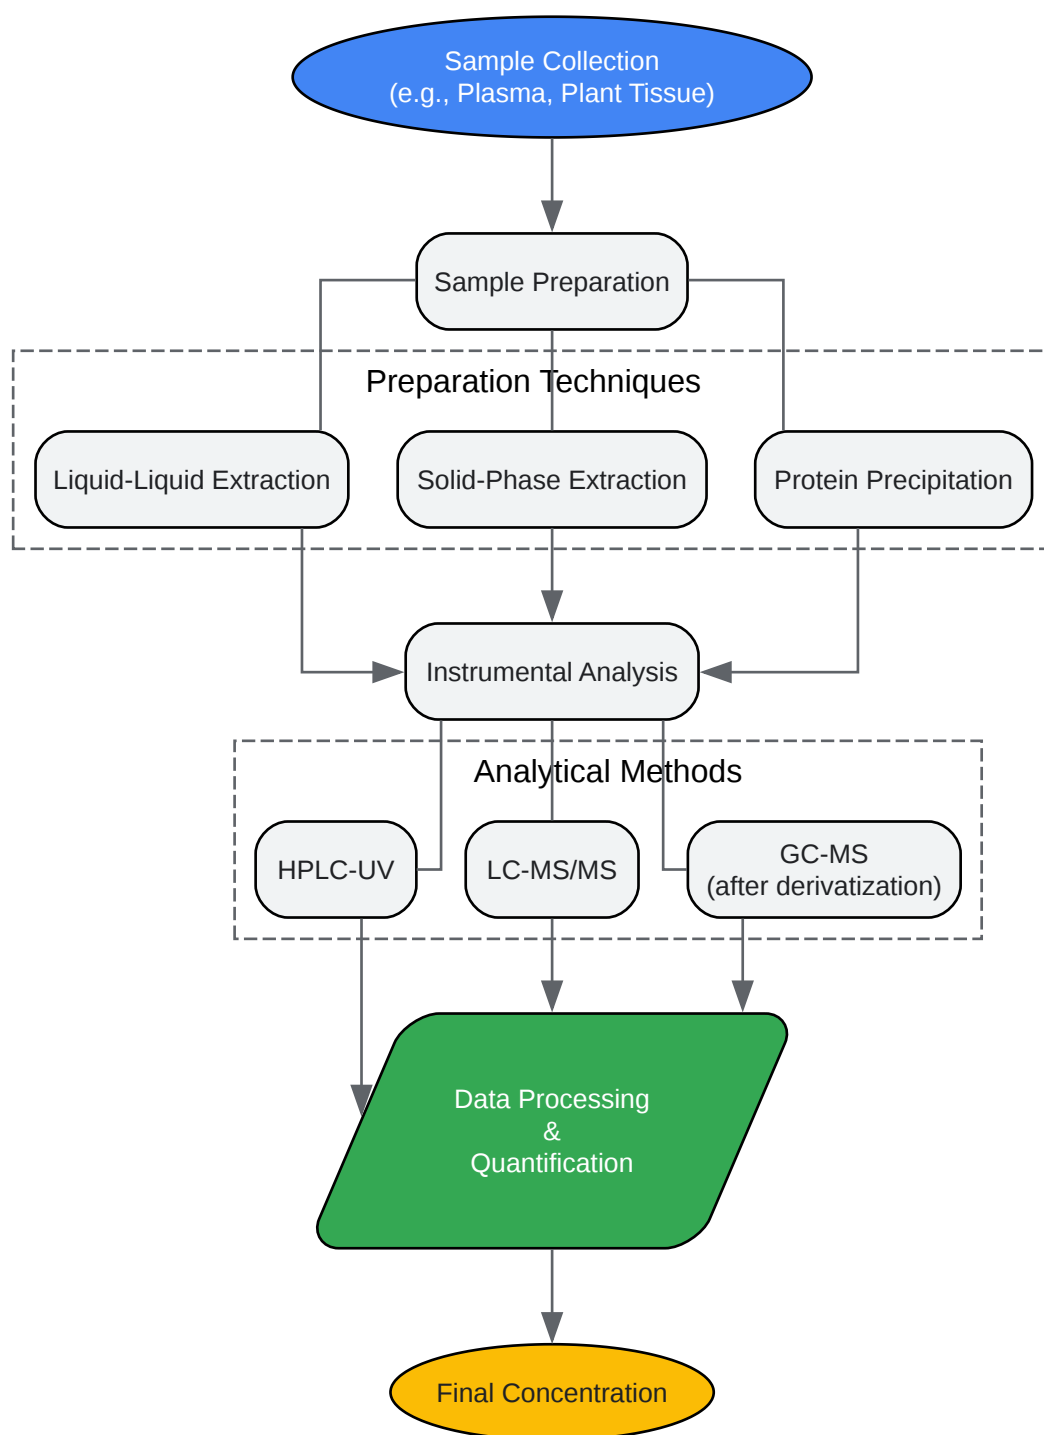 Sample Collection
(e.g., Plasma, Plant Tissue)
Sample Preparation
Preparation Techniques
Liquid-Liquid Extraction
Solid-Phase Extraction
Protein Precipitation
Instrumental Analysis
Analytical Methods
HPLC-UV
LC-MS/MS
GC-MS
(after derivatization)
Data Processing
&
Quantification
Final Concentration